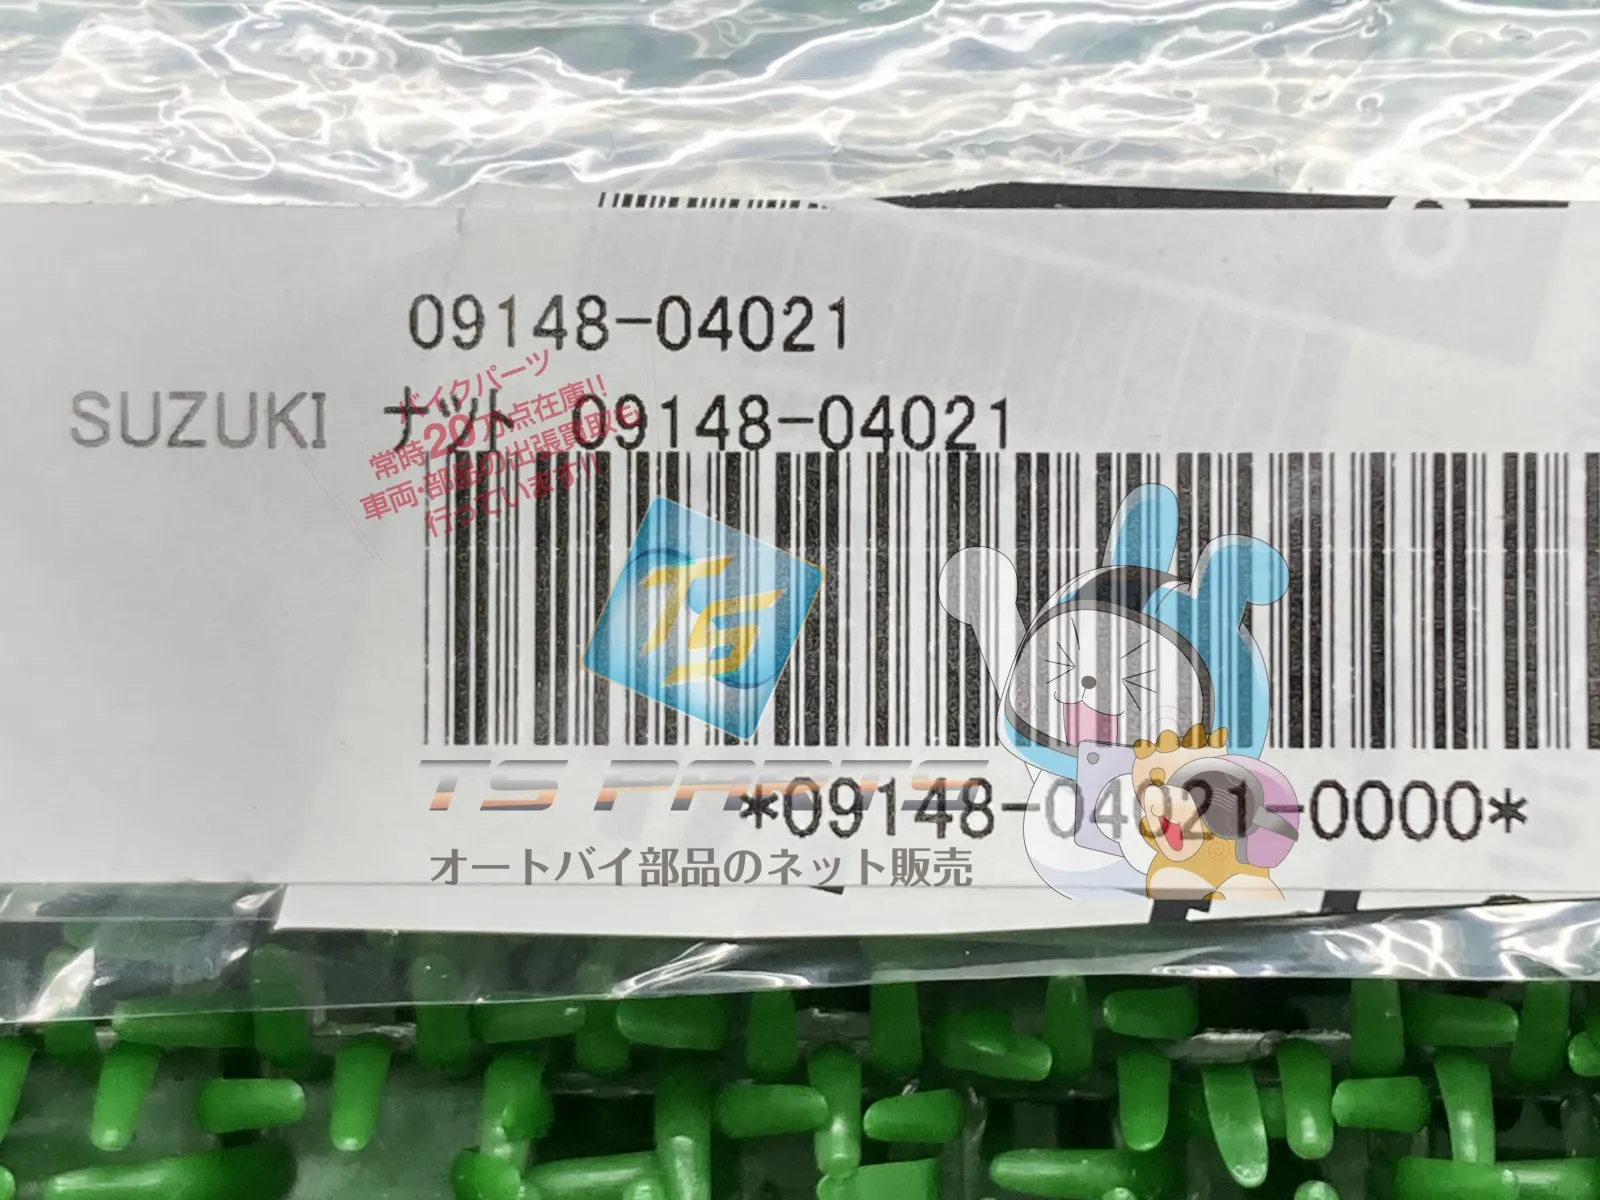 09148-04021
SUZUKI ナット 09148-04021
バイクパーツ
常時20万点在庫!!
車両・部品の出張買取も
行っています!!
TS
TS PARTS
*09148-04021-0000*
オートバイ部品のネット販売